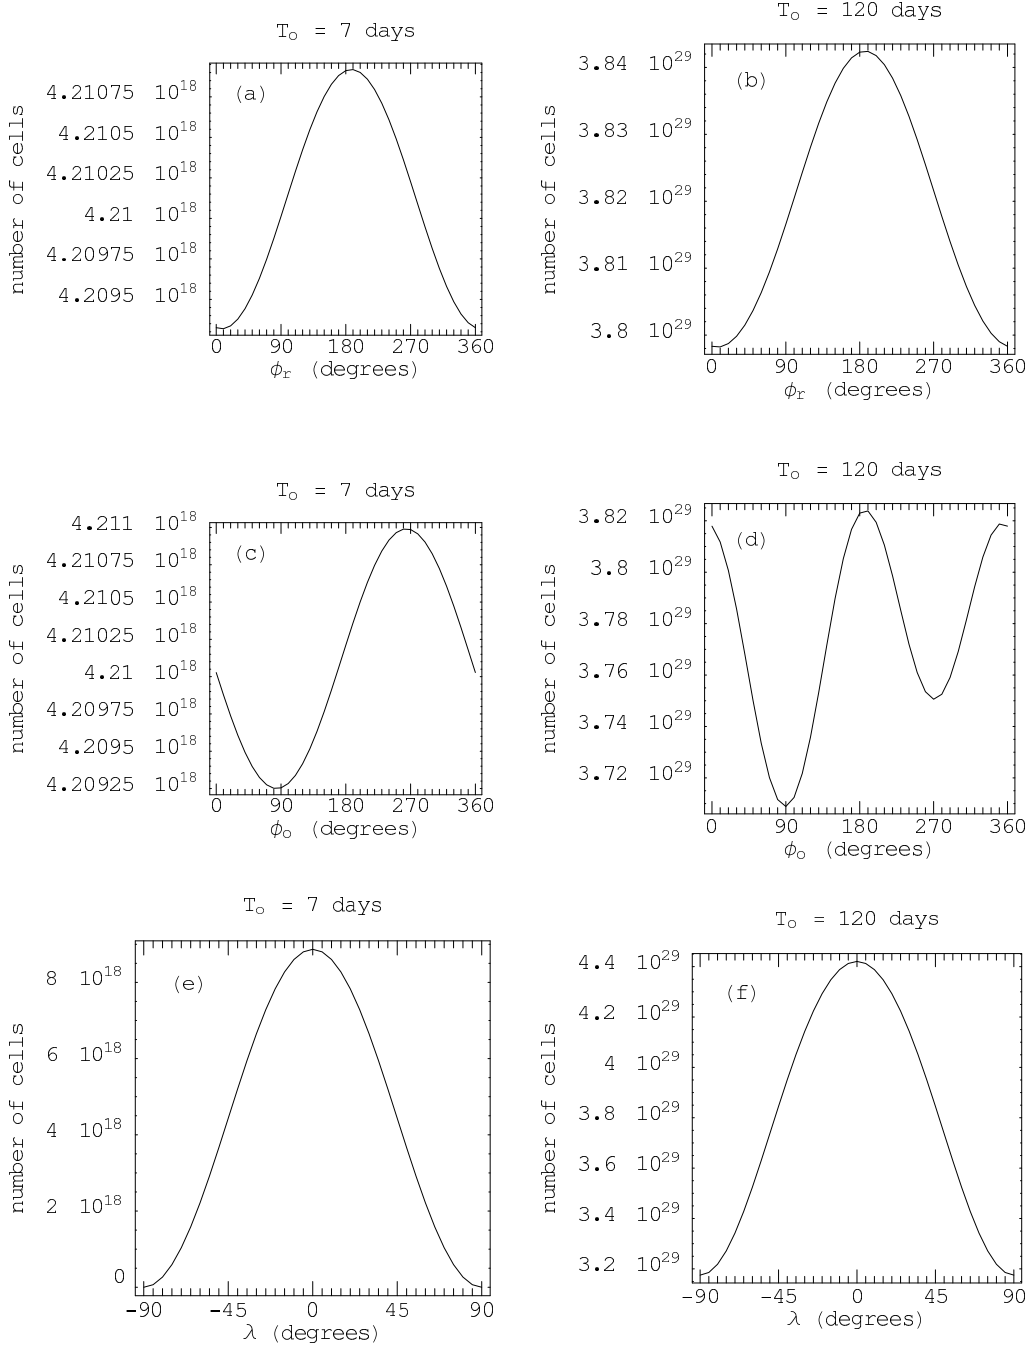 T₀ = 7 days
(a)
number of cells
4.21075 10¹⁸
4.2105 10¹⁸
4.21025 10¹⁸
4.21 10¹⁸
4.20975 10¹⁸
4.2095 10¹⁸
0 90 180 270 360
ϕᵣ (degrees)
T₀ = 120 days
(b)
number of cells
3.84 10²⁹
3.83 10²⁹
3.82 10²⁹
3.81 10²⁹
3.8 10²⁹
0 90 180 270 360
ϕᵣ (degrees)
T₀ = 7 days
(c)
number of cells
4.211 10¹⁸
4.21075 10¹⁸
4.2105 10¹⁸
4.21025 10¹⁸
4.21 10¹⁸
4.20975 10¹⁸
4.2095 10¹⁸
4.20925 10¹⁸
0 90 180 270 360
ϕ₀ (degrees)
T₀ = 120 days
(d)
number of cells
3.82 10²⁹
3.8 10²⁹
3.78 10²⁹
3.76 10²⁹
3.74 10²⁹
3.72 10²⁹
0 90 180 270 360
ϕ₀ (degrees)
T₀ = 7 days
(e)
number of cells
8 10¹⁸
6 10¹⁸
4 10¹⁸
2 10¹⁸
0
-90 -45 0 45 90
λ (degrees)
T₀ = 120 days
(f)
number of cells
4.4 10²⁹
4.2 10²⁹
4 10²⁹
3.8 10²⁹
3.6 10²⁹
3.4 10²⁹
3.2 10²⁹
-90 -45 0 45 90
λ (degrees)